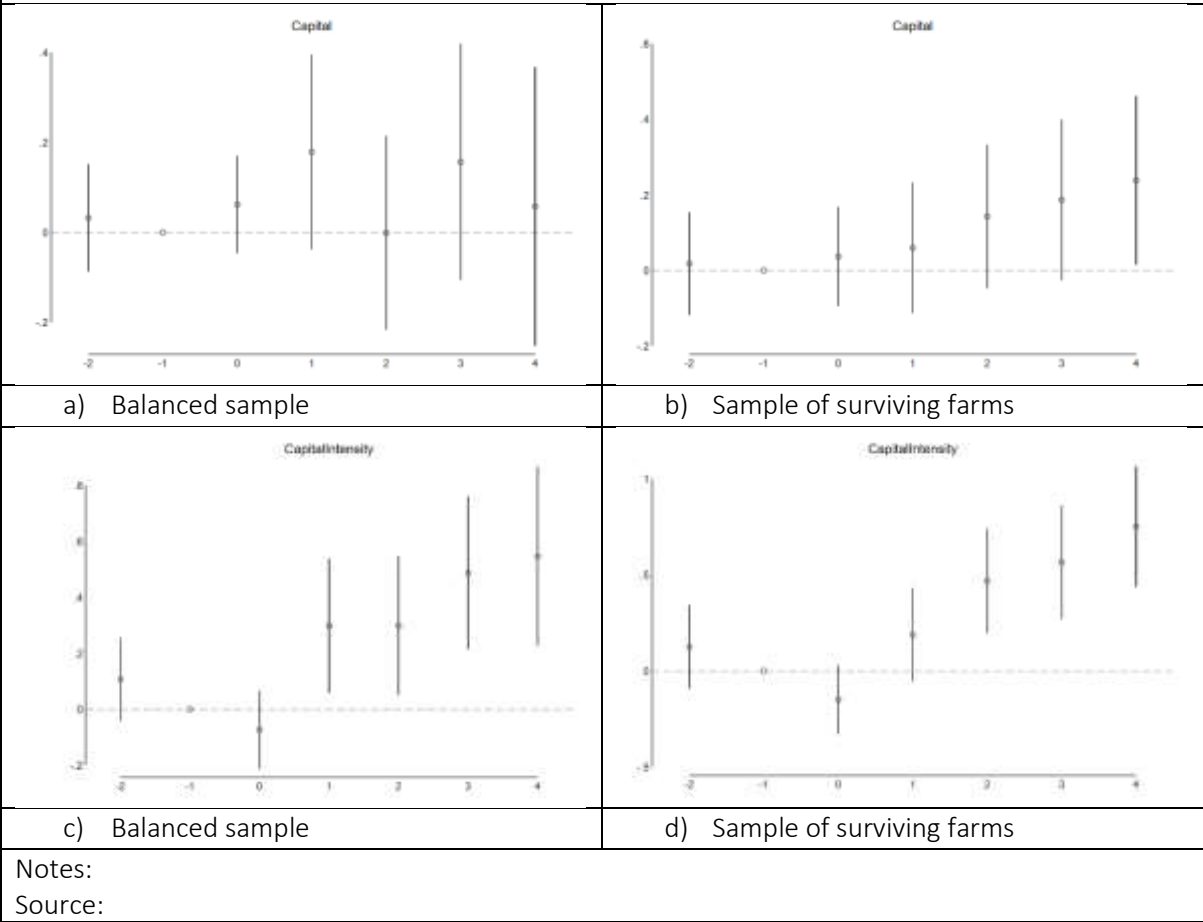 Capital
.4
.2
0
-.2
-2 -1 0 1 2 3 4
Capital
.6
.4
.2
0
-.2
-2 -1 0 1 2 3 4
a) Balanced sample
b) Sample of surviving farms
CapitalIntensity
.8
.6
.4
.2
0
-.2
-2 -1 0 1 2 3 4
CapitalIntensity
1
.5
0
-.5
-2 -1 0 1 2 3 4
c) Balanced sample
d) Sample of surviving farms
Notes:
Source: